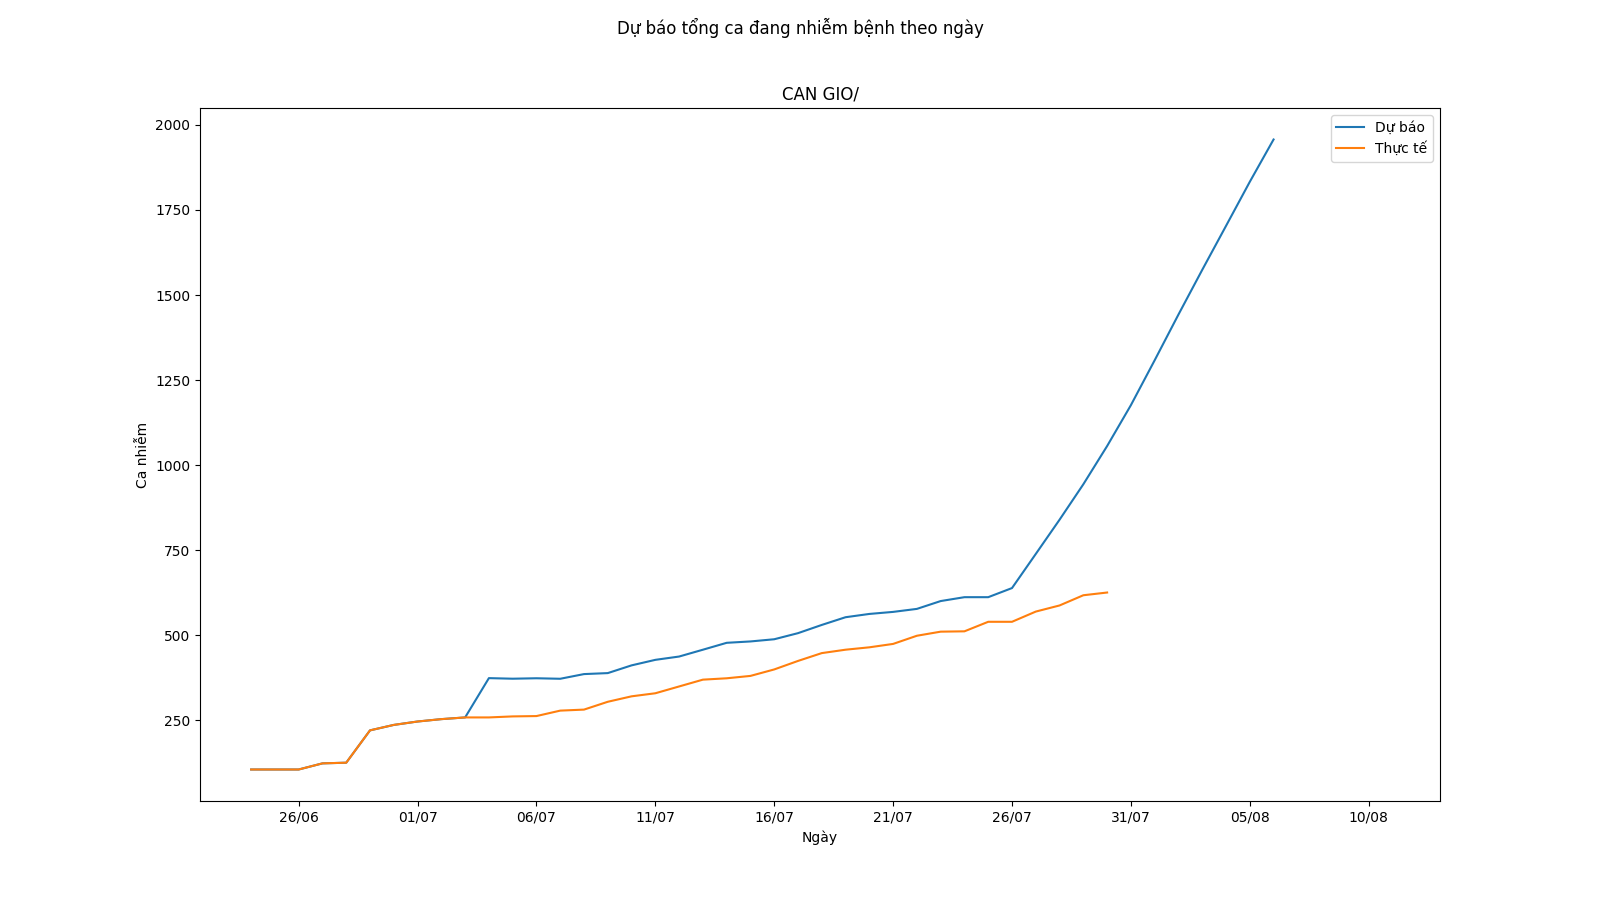 Dự báo tổng ca đang nhiễm bệnh theo ngày
CAN GIO/
Dự báo
Thực tế
2000
1750
1500
1250
1000
750
500
250
Ca nhiễm
26/06 01/07 06/07 11/07 16/07 21/07 26/07 31/07 05/08 10/08
Ngày